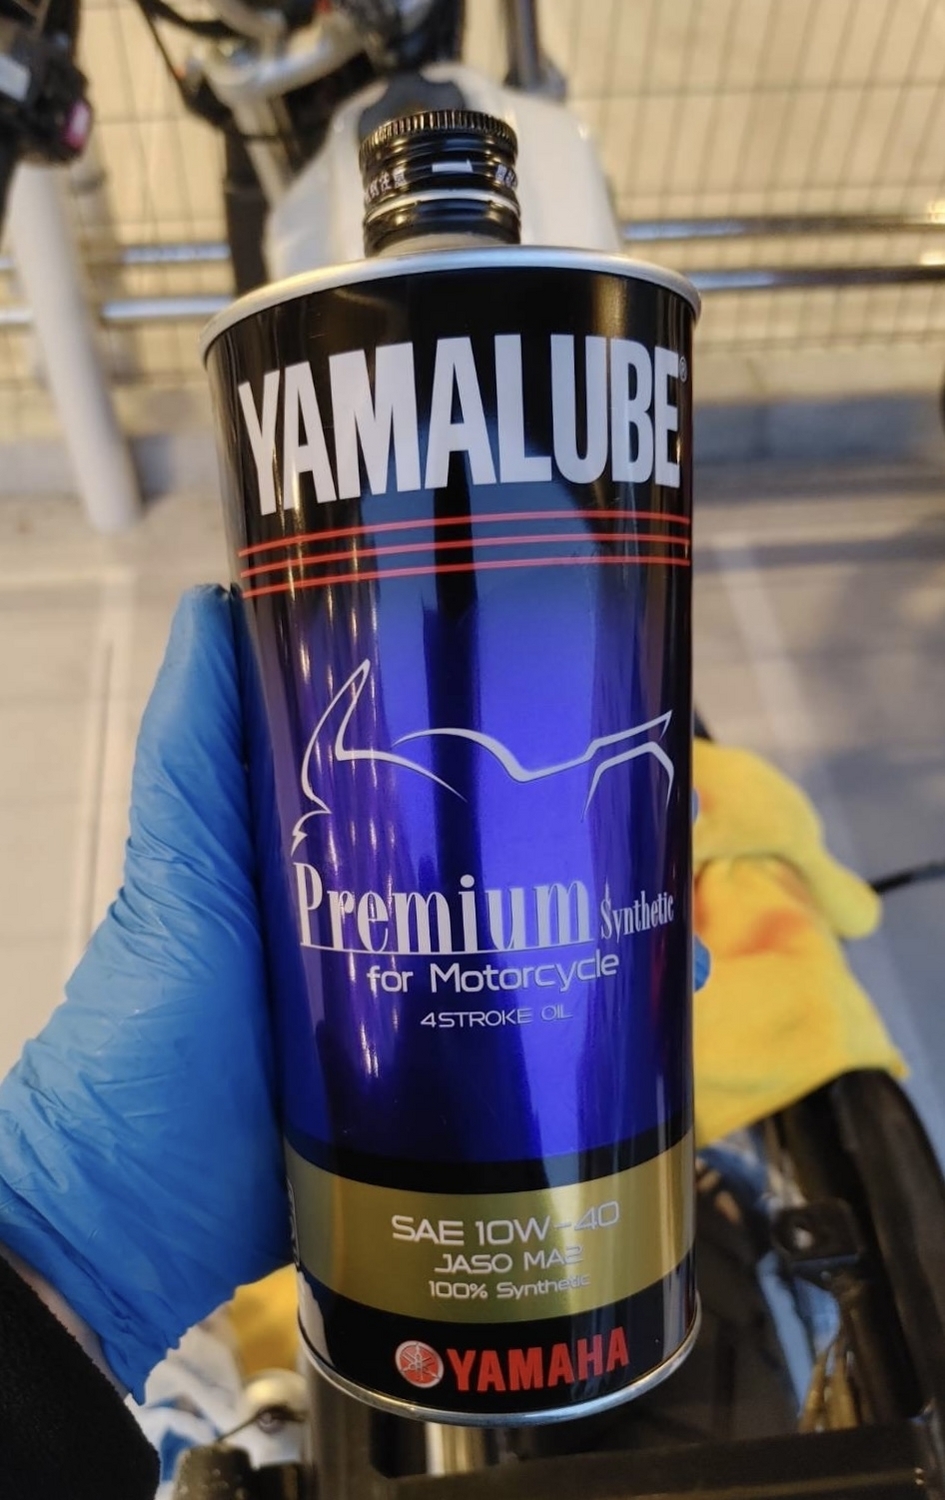 YAMALUBE®
Premium Synthetic
for Motorcycle
4STROKE OIL
SAE 10W-40
JASO MA2
100% Synthetic
YAMAHA